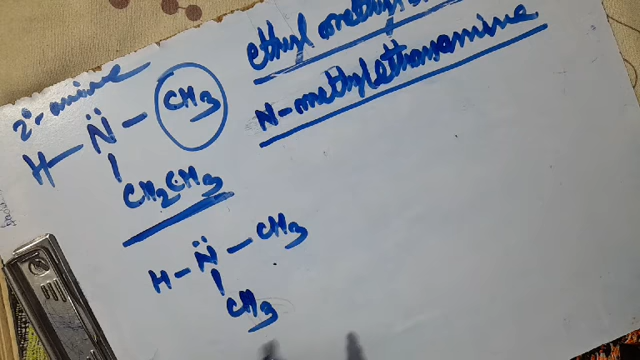 ethyl methyl
N-methylethanamine
2°-amine
H – N̈ – CH3
|
CH2CH3
H – N̈ – CH3
|
CH3